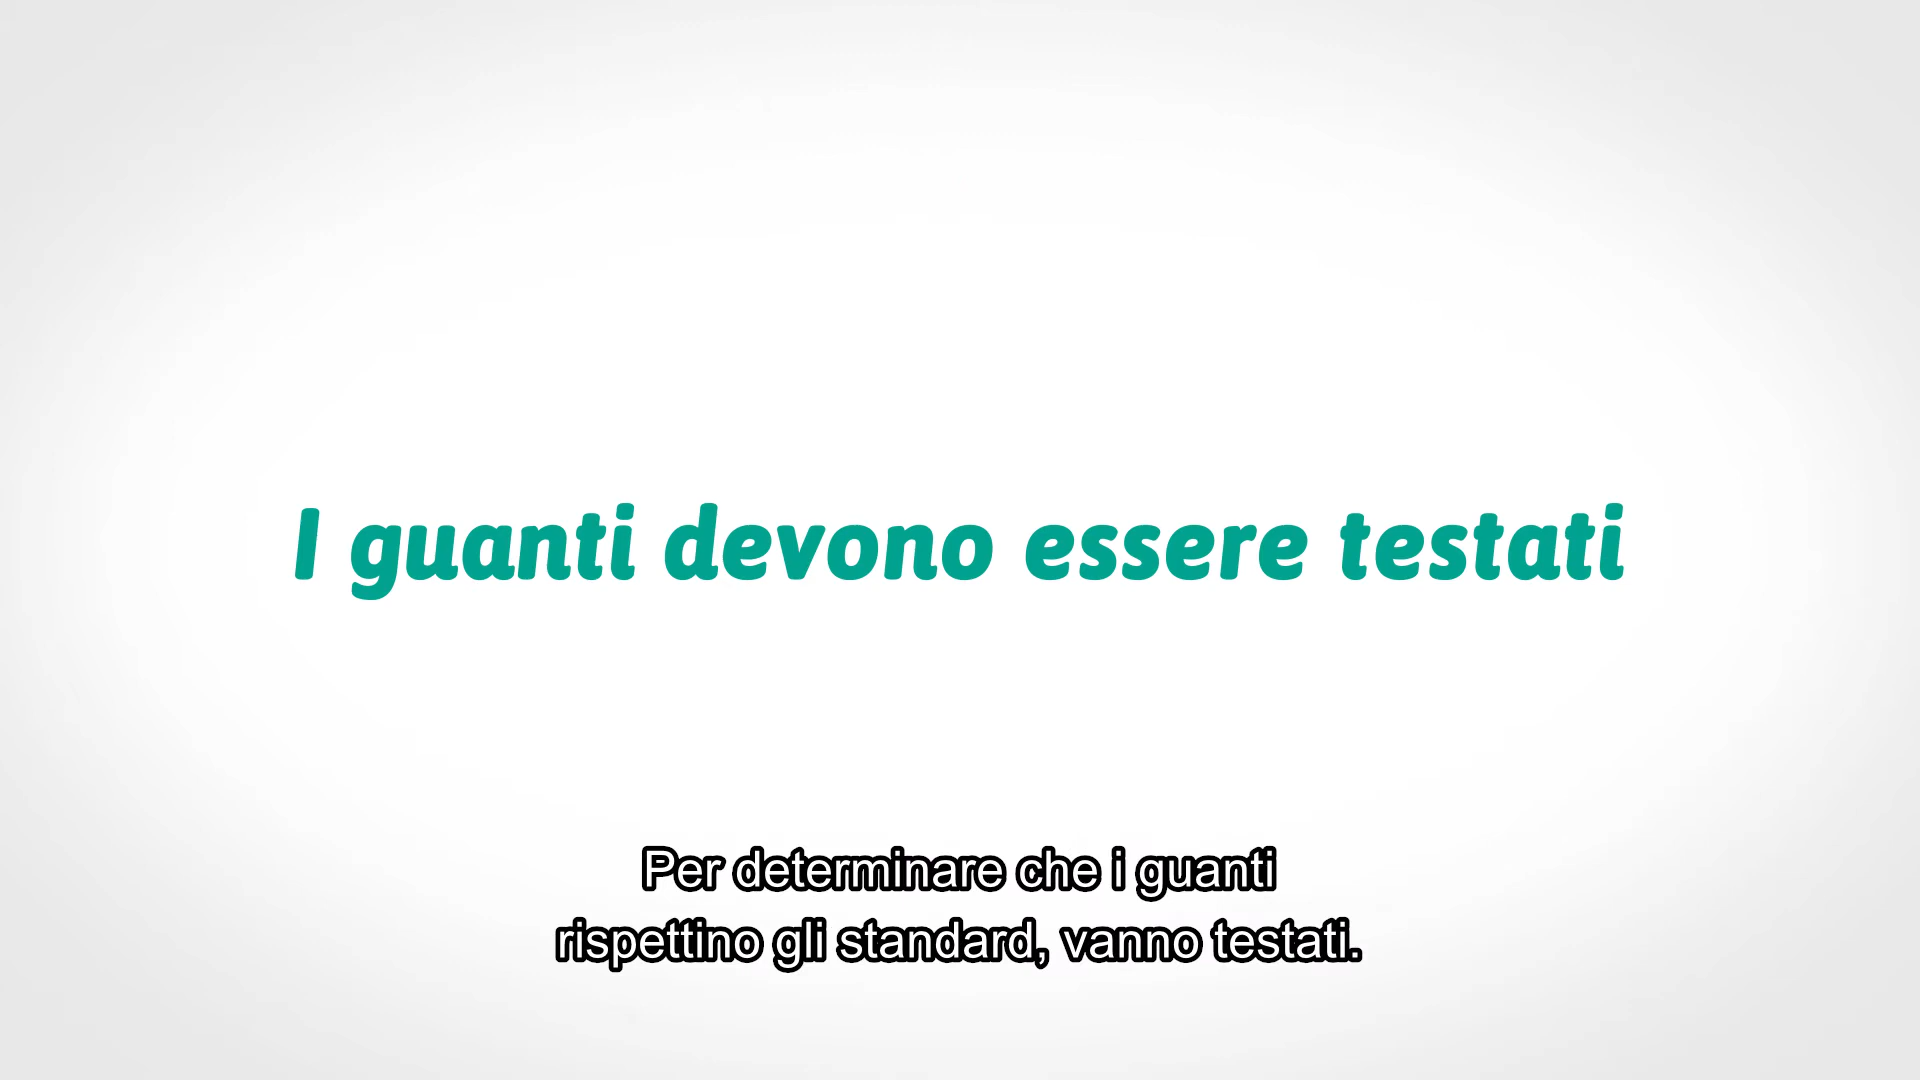 I guanti devono essere testati
Per determinare che i guanti
rispettino gli standard, vanno testati.